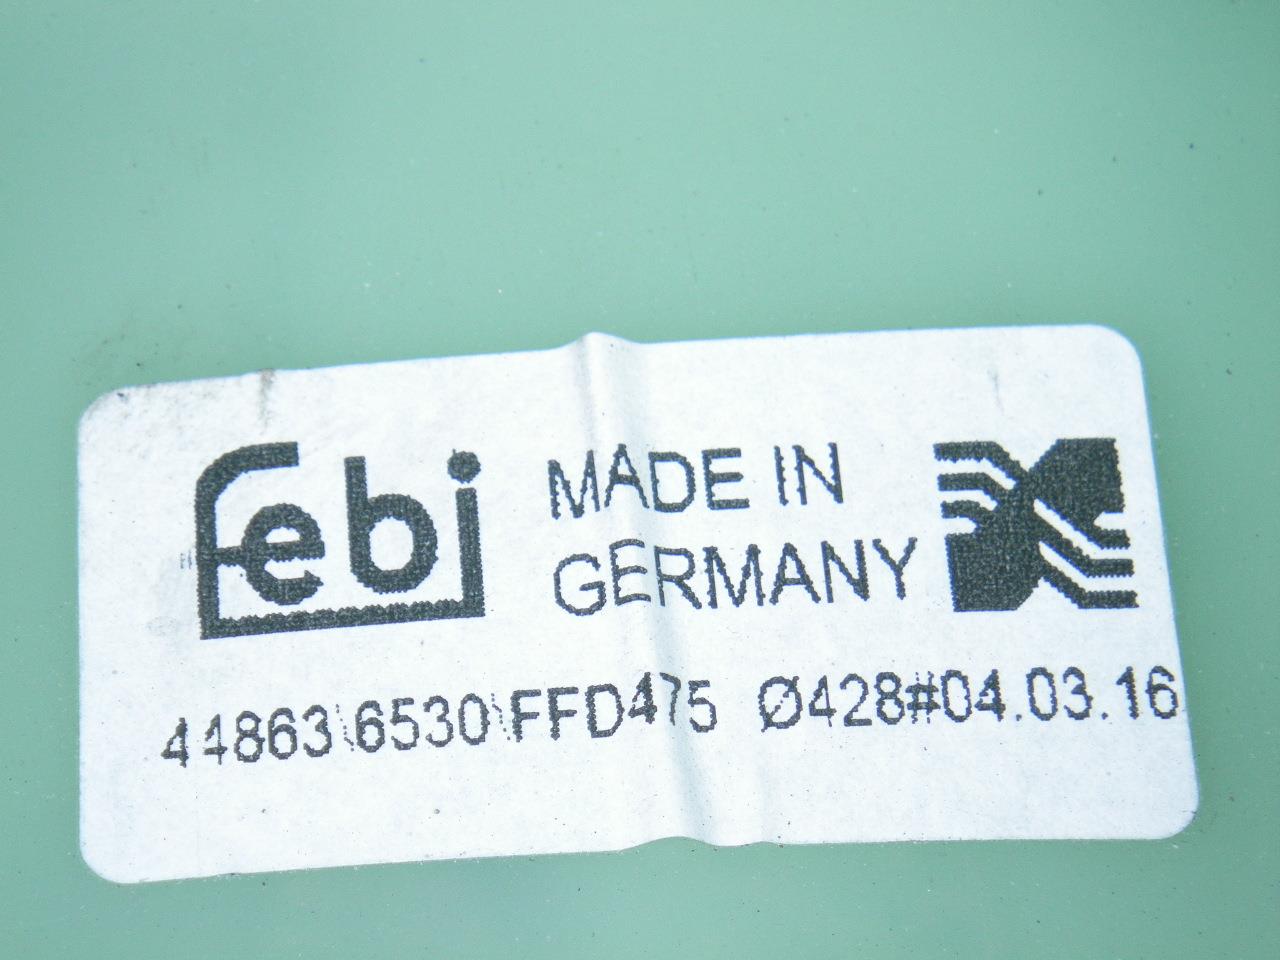 febi
MADE IN
GERMANY
44863\6530\FFD475 Ø428#04.03.16